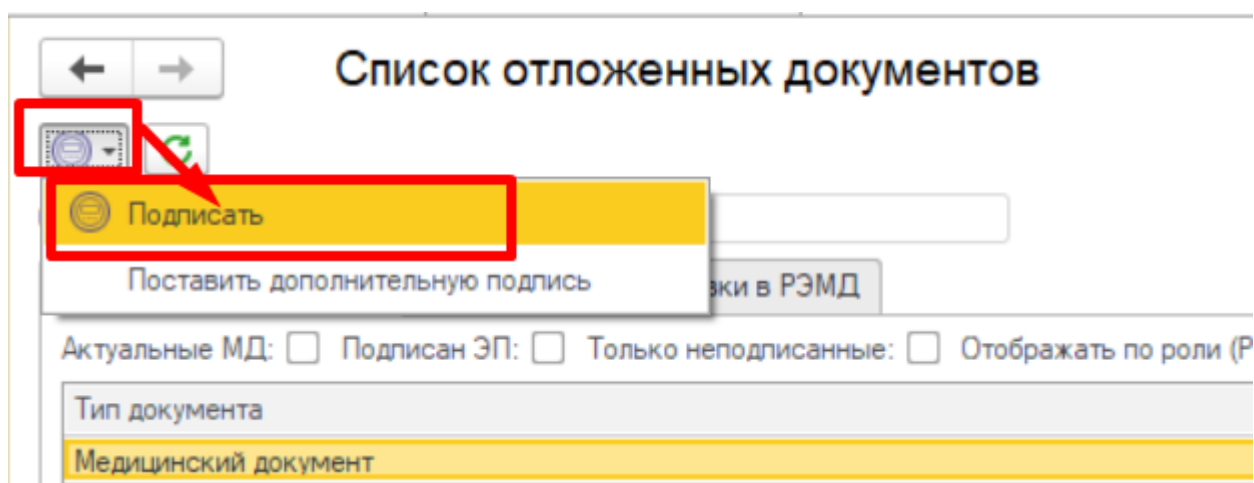 Список отложенных документов
Подписать
Поставить дополнительную подпись
вки в РЭМД
Актуальные МД: Подписан ЭП: Только неподписанные: Отображать по роли (Р
Тип документа
Медицинский документ